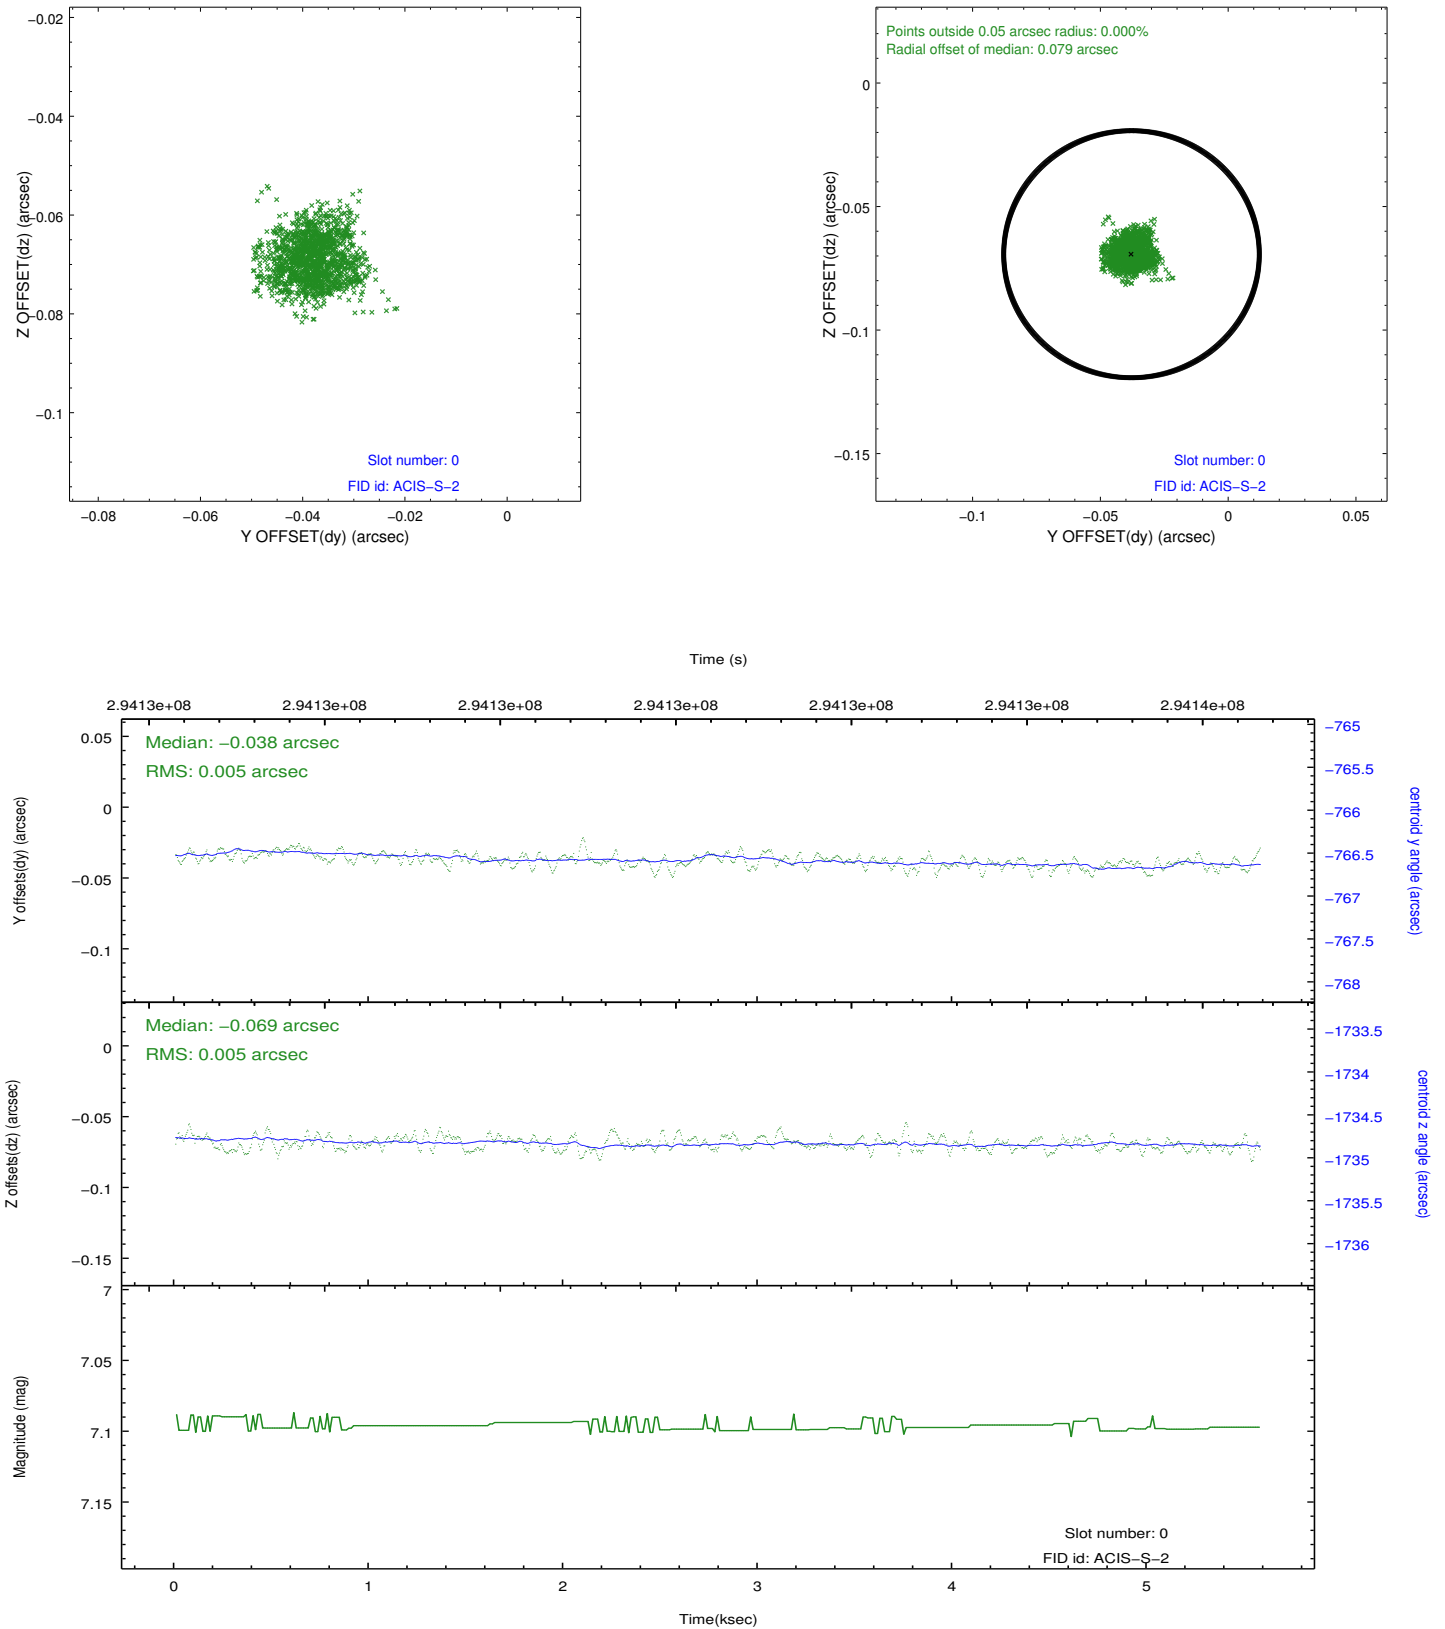 −0.02
−0.04
−0.06
−0.08
−0.1
Z OFFSET(dz) (arcsec)
Slot number: 0
FID id: ACIS−S−2
−0.08 −0.06 −0.04 −0.02 0
Y OFFSET(dy) (arcsec)
Points outside 0.05 arcsec radius: 0.000%
Radial offset of median: 0.079 arcsec
0
−0.05
−0.1
−0.15
Z OFFSET(dz) (arcsec)
Slot number: 0
FID id: ACIS−S−2
−0.1 −0.05 0 0.05
Y OFFSET(dy) (arcsec)
Time (s)
2.9413e+08 2.9413e+08 2.9413e+08 2.9413e+08 2.9413e+08 2.9413e+08 2.9414e+08
Median: −0.038 arcsec
RMS: 0.005 arcsec
0.05
0
−0.05
−0.1
Y offsets(dy) (arcsec)
−765
−765.5
−766
−766.5
−767
−767.5
−768
centroid y angle (arcsec)
Median: −0.069 arcsec
RMS: 0.005 arcsec
0
−0.05
−0.1
−0.15
Z offsets(dz) (arcsec)
−1733.5
−1734
−1734.5
−1735
−1735.5
−1736
centroid z angle (arcsec)
7
7.05
7.1
7.15
Magnitude (mag)
Slot number: 0
FID id: ACIS−S−2
0 1 2 3 4 5
Time(ksec)